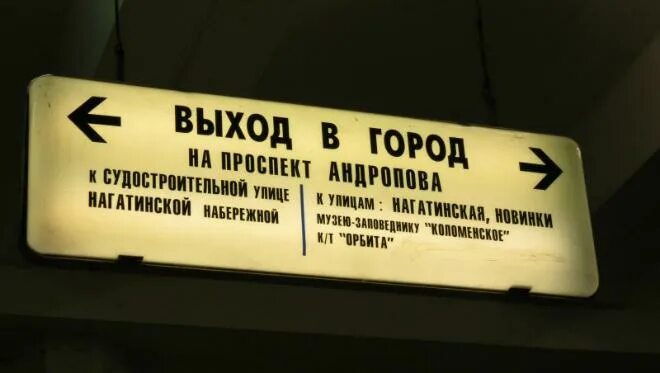 ВЫХОД В ГОРОД
НА ПРОСПЕКТ АНДРОПОВА
К СУДОСТРОИТЕЛЬНОЙ УЛИЦЕ
НАГАТИНСКОЙ НАБЕРЕЖНОЙ
К УЛИЦАМ: НАГАТИНСКАЯ, НОВИНКИ
МУЗЕЮ-ЗАПОВЕДНИКУ "КОЛОМЕНСКОЕ"
К/Т "ОРБИТА"